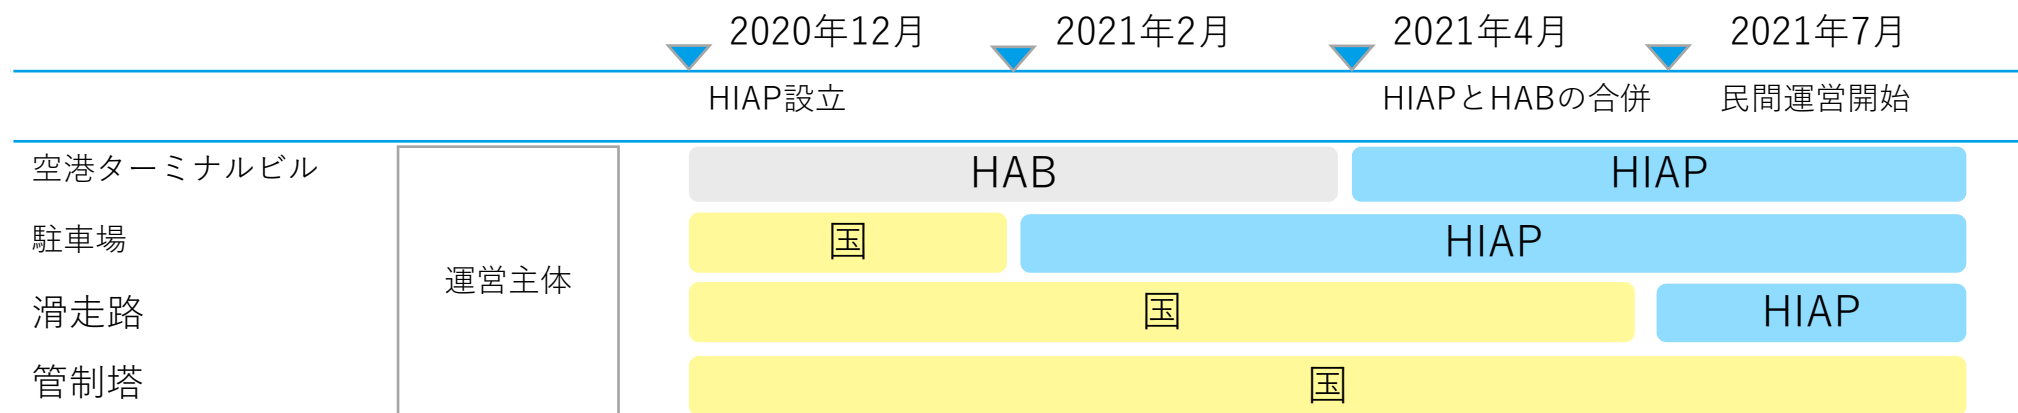 2020年12月 2021年2月 2021年4月 2021年7月
HIAP設立 HIAPとHABの合併 民間運営開始
空港ターミナルビル HAB HIAP
駐車場 国 HIAP
運営主体
滑走路 国 HIAP
管制塔 国